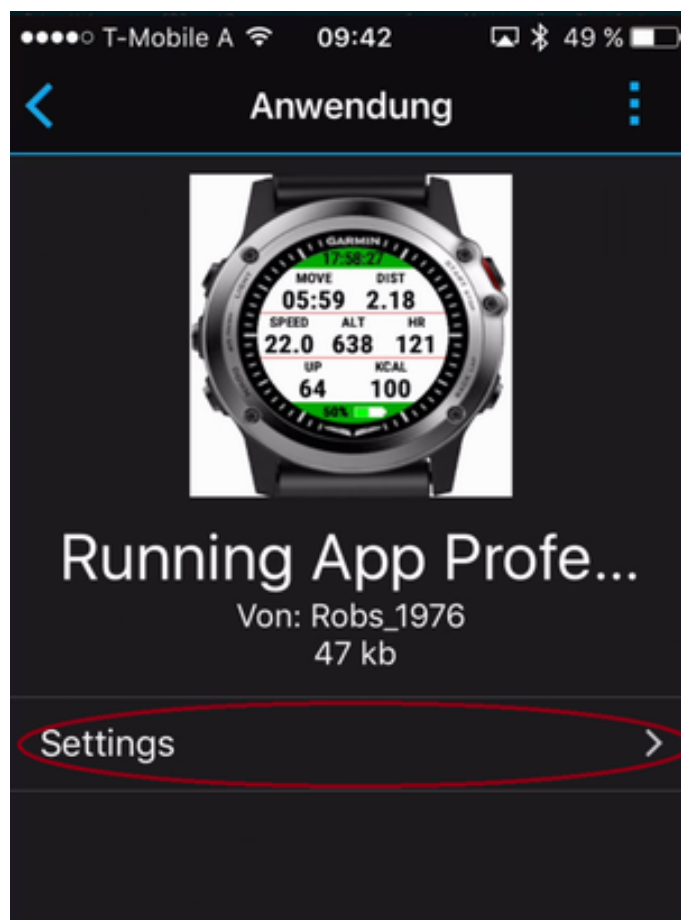 T-Mobile A 09:42 49 %
Anwendung
GARMIN
17:58:27
MOVE DIST
05:59 2.18
SPEED ALT HR
22.0 638 121
UP KCAL
64 100
50%
Running App Profe...
Von: Robs_1976
47 kb
Settings